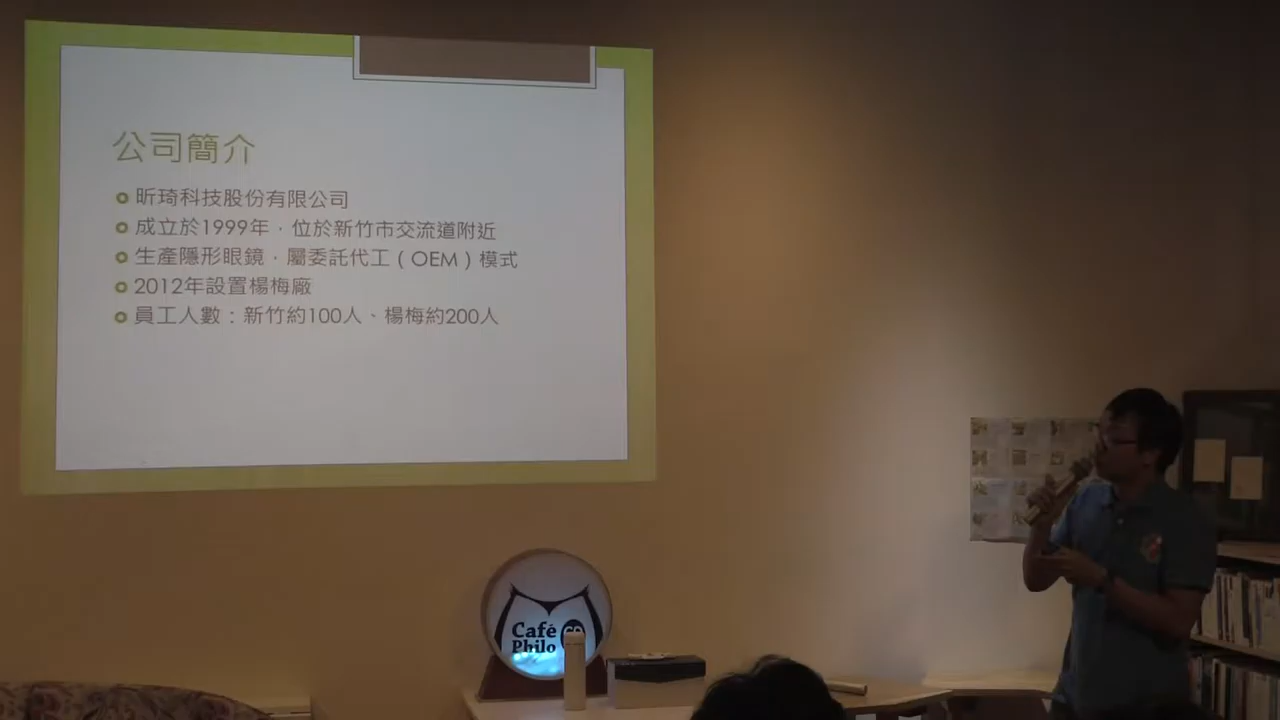 公司簡介
昕琦科技股份有限公司
成立於1999年，位於新竹市交流道附近
生產隱形眼鏡，屬委託代工（OEM）模式
2012年設置楊梅廠
員工人數：新竹約100人、楊梅約200人
Café
Philo